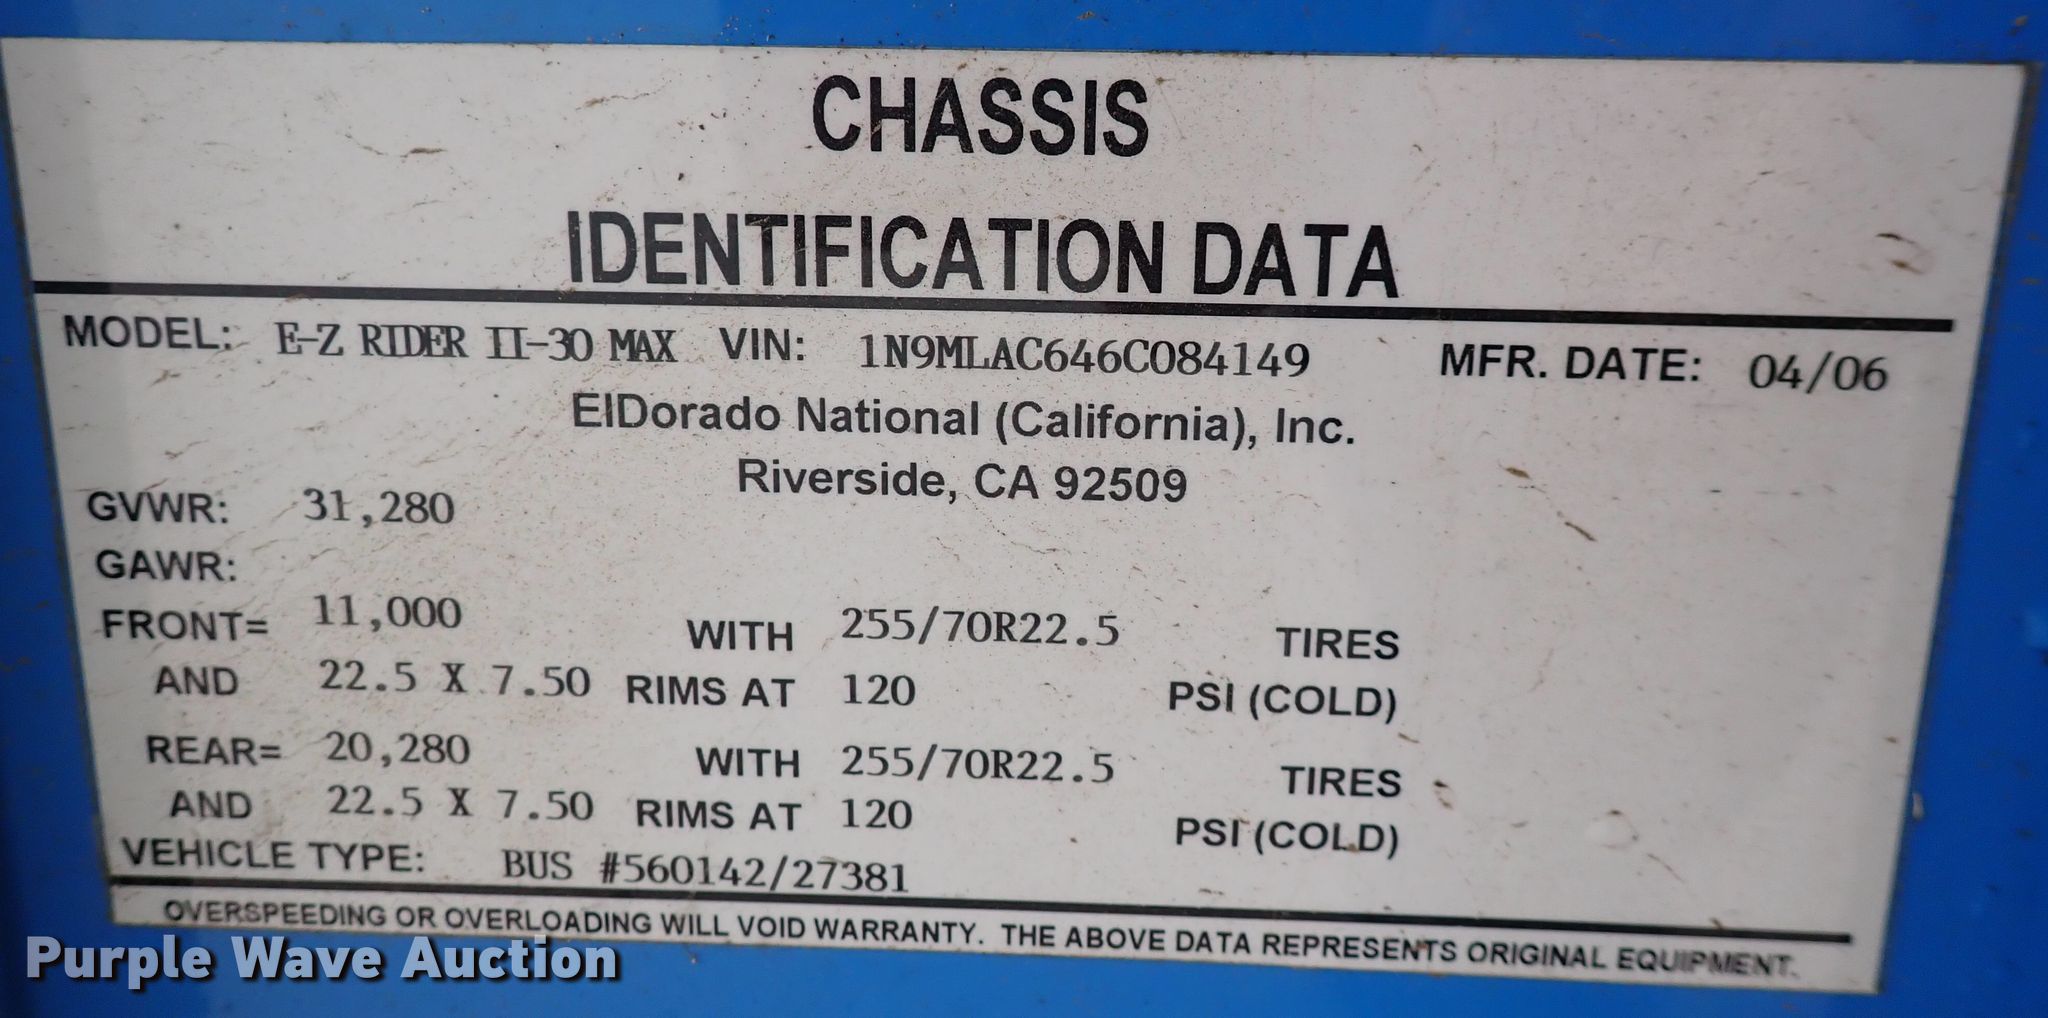 CHASSIS
IDENTIFICATION DATA
MODEL: E-Z RIDER II-30 MAX VIN: 1N9MLAC646C084149 MFR. DATE: 04/06
ElDorado National (California), Inc.
Riverside, CA 92509
GVWR: 31,280
GAWR:
FRONT= 11,000 WITH 255/70R22.5 TIRES
AND 22.5 X 7.50 RIMS AT 120 PSI (COLD)
REAR= 20,280 WITH 255/70R22.5 TIRES
AND 22.5 X 7.50 RIMS AT 120 PSI (COLD)
VEHICLE TYPE: BUS #560142/27381
OVERSPEEDING OR OVERLOADING WILL VOID WARRANTY. THE ABOVE DATA REPRESENTS ORIGINAL EQUIPMENT.
Purple Wave Auction